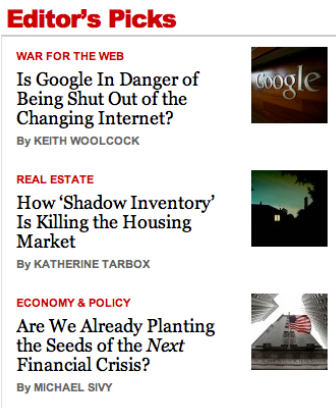 Editor's Picks
WAR FOR THE WEB
Is Google In Danger of
Being Shut Out of the
Changing Internet?
By KEITH WOOLCOCK
Google
REAL ESTATE
How ‘Shadow Inventory’
Is Killing the Housing
Market
By KATHERINE TARBOX
ECONOMY & POLICY
Are We Already Planting
the Seeds of the Next
Financial Crisis?
By MICHAEL SIVY